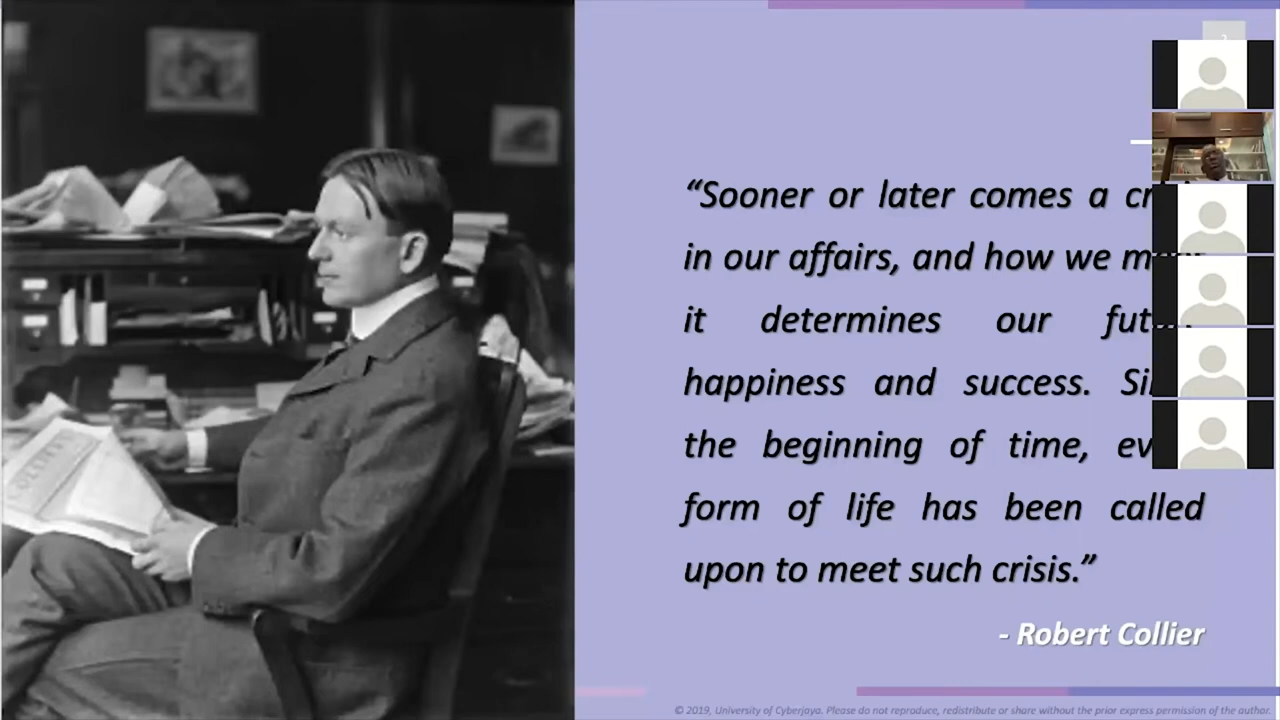 “Sooner or later comes a
in our affairs, and how we
it determines our
happiness and success.
the beginning of time,
form of life has been called
upon to meet such crisis.”
- Robert Collier
© 2019, University of Cyberjaya. Please do not reproduce, redistribute or share without the prior express permission of the author.